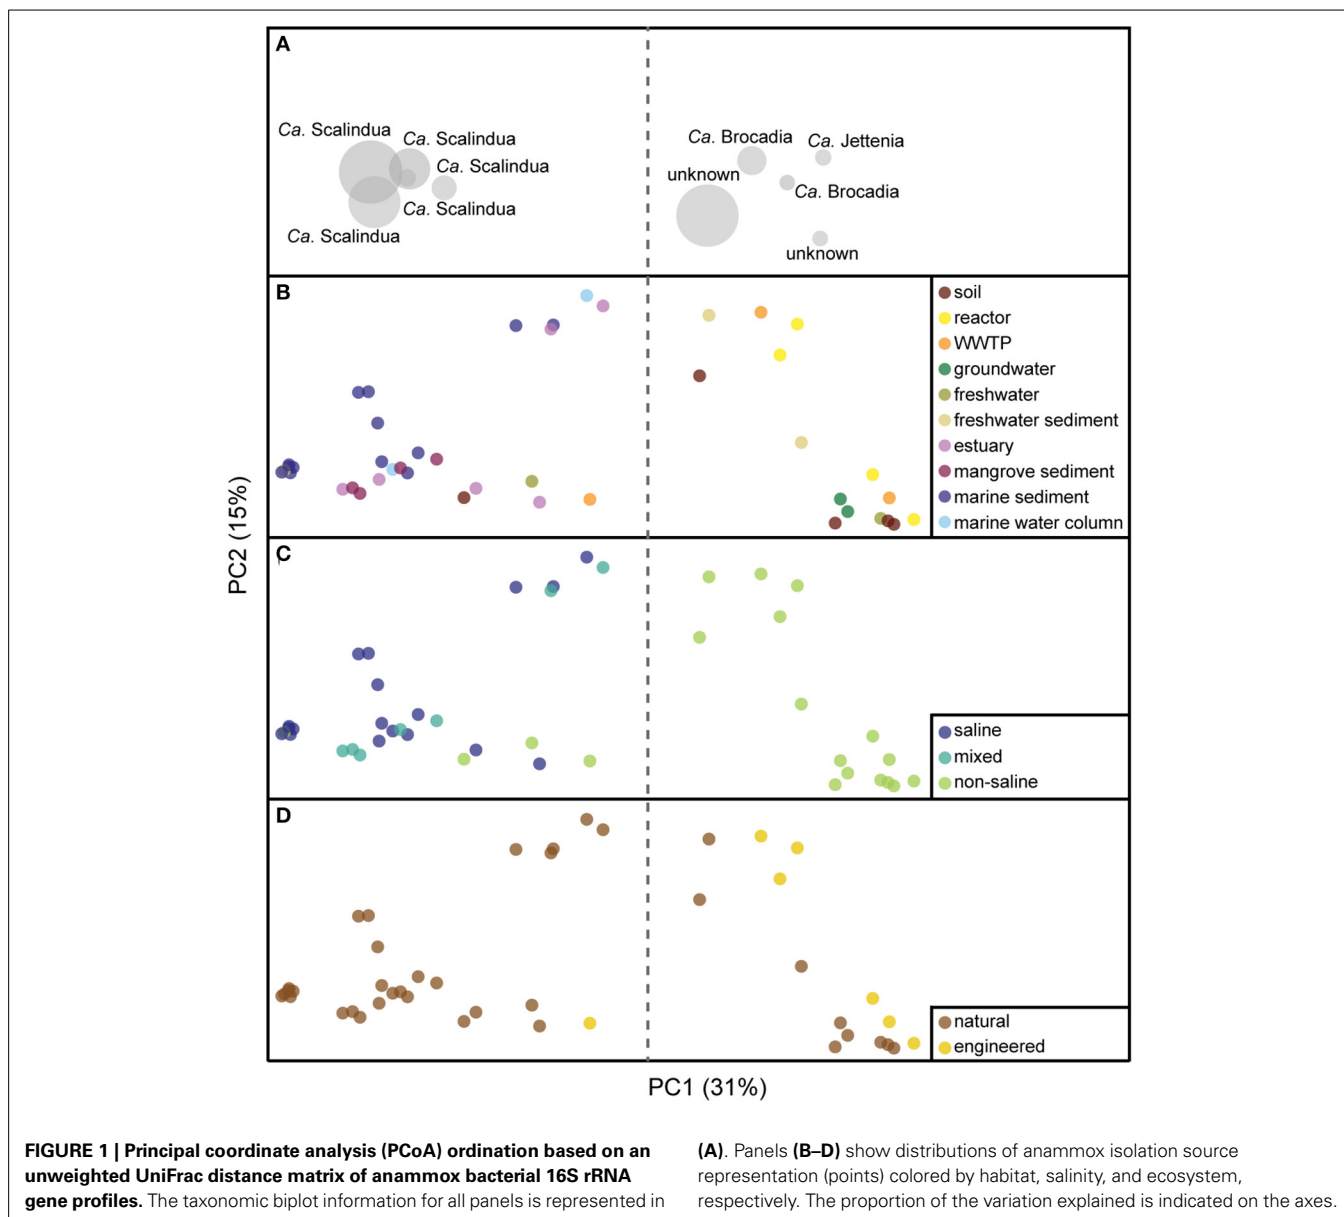 A
Ca. Scalindua
Ca. Scalindua
Ca. Scalindua
Ca. Scalindua
Ca. Scalindua
Ca. Brocadia
Ca. Jettenia
unknown
Ca. Brocadia
unknown
B
soil
reactor
WWTP
groundwater
freshwater
freshwater sediment
estuary
mangrove sediment
marine sediment
marine water column
C
saline
mixed
non-saline
D
natural
engineered
PC2 (15%)
PC1 (31%)
FIGURE 1 | Principal coordinate analysis (PCoA) ordination based on an
unweighted UniFrac distance matrix of anammox bacterial 16S rRNA
gene profiles. The taxonomic biplot information for all panels is represented in
(A). Panels (B–D) show distributions of anammox isolation source
representation (points) colored by habitat, salinity, and ecosystem,
respectively. The proportion of the variation explained is indicated on the axes.